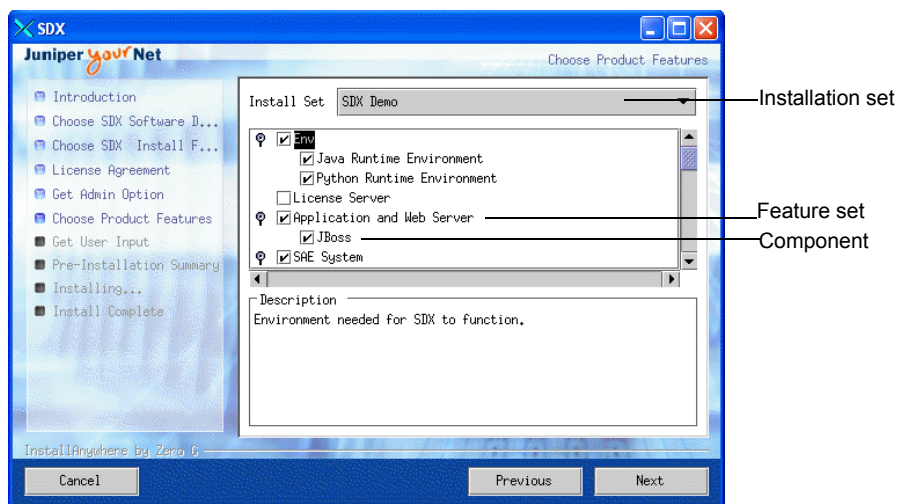 SDX
Juniper your Net
Choose Product Features
Introduction
Choose SDX Software D...
Choose SDX Install F...
License Agreement
Get Admin Option
Choose Product Features
Get User Input
Pre-Installation Summary
Installing...
Install Complete
Install Set SDX Demo
Installation set
Env
Java Runtime Environment
Python Runtime Environment
License Server
Application and Web Server
Feature set
JBoss
Component
SAE System
Description
Environment needed for SDX to function.
InstallAnywhere by Zero G
Cancel
Previous
Next